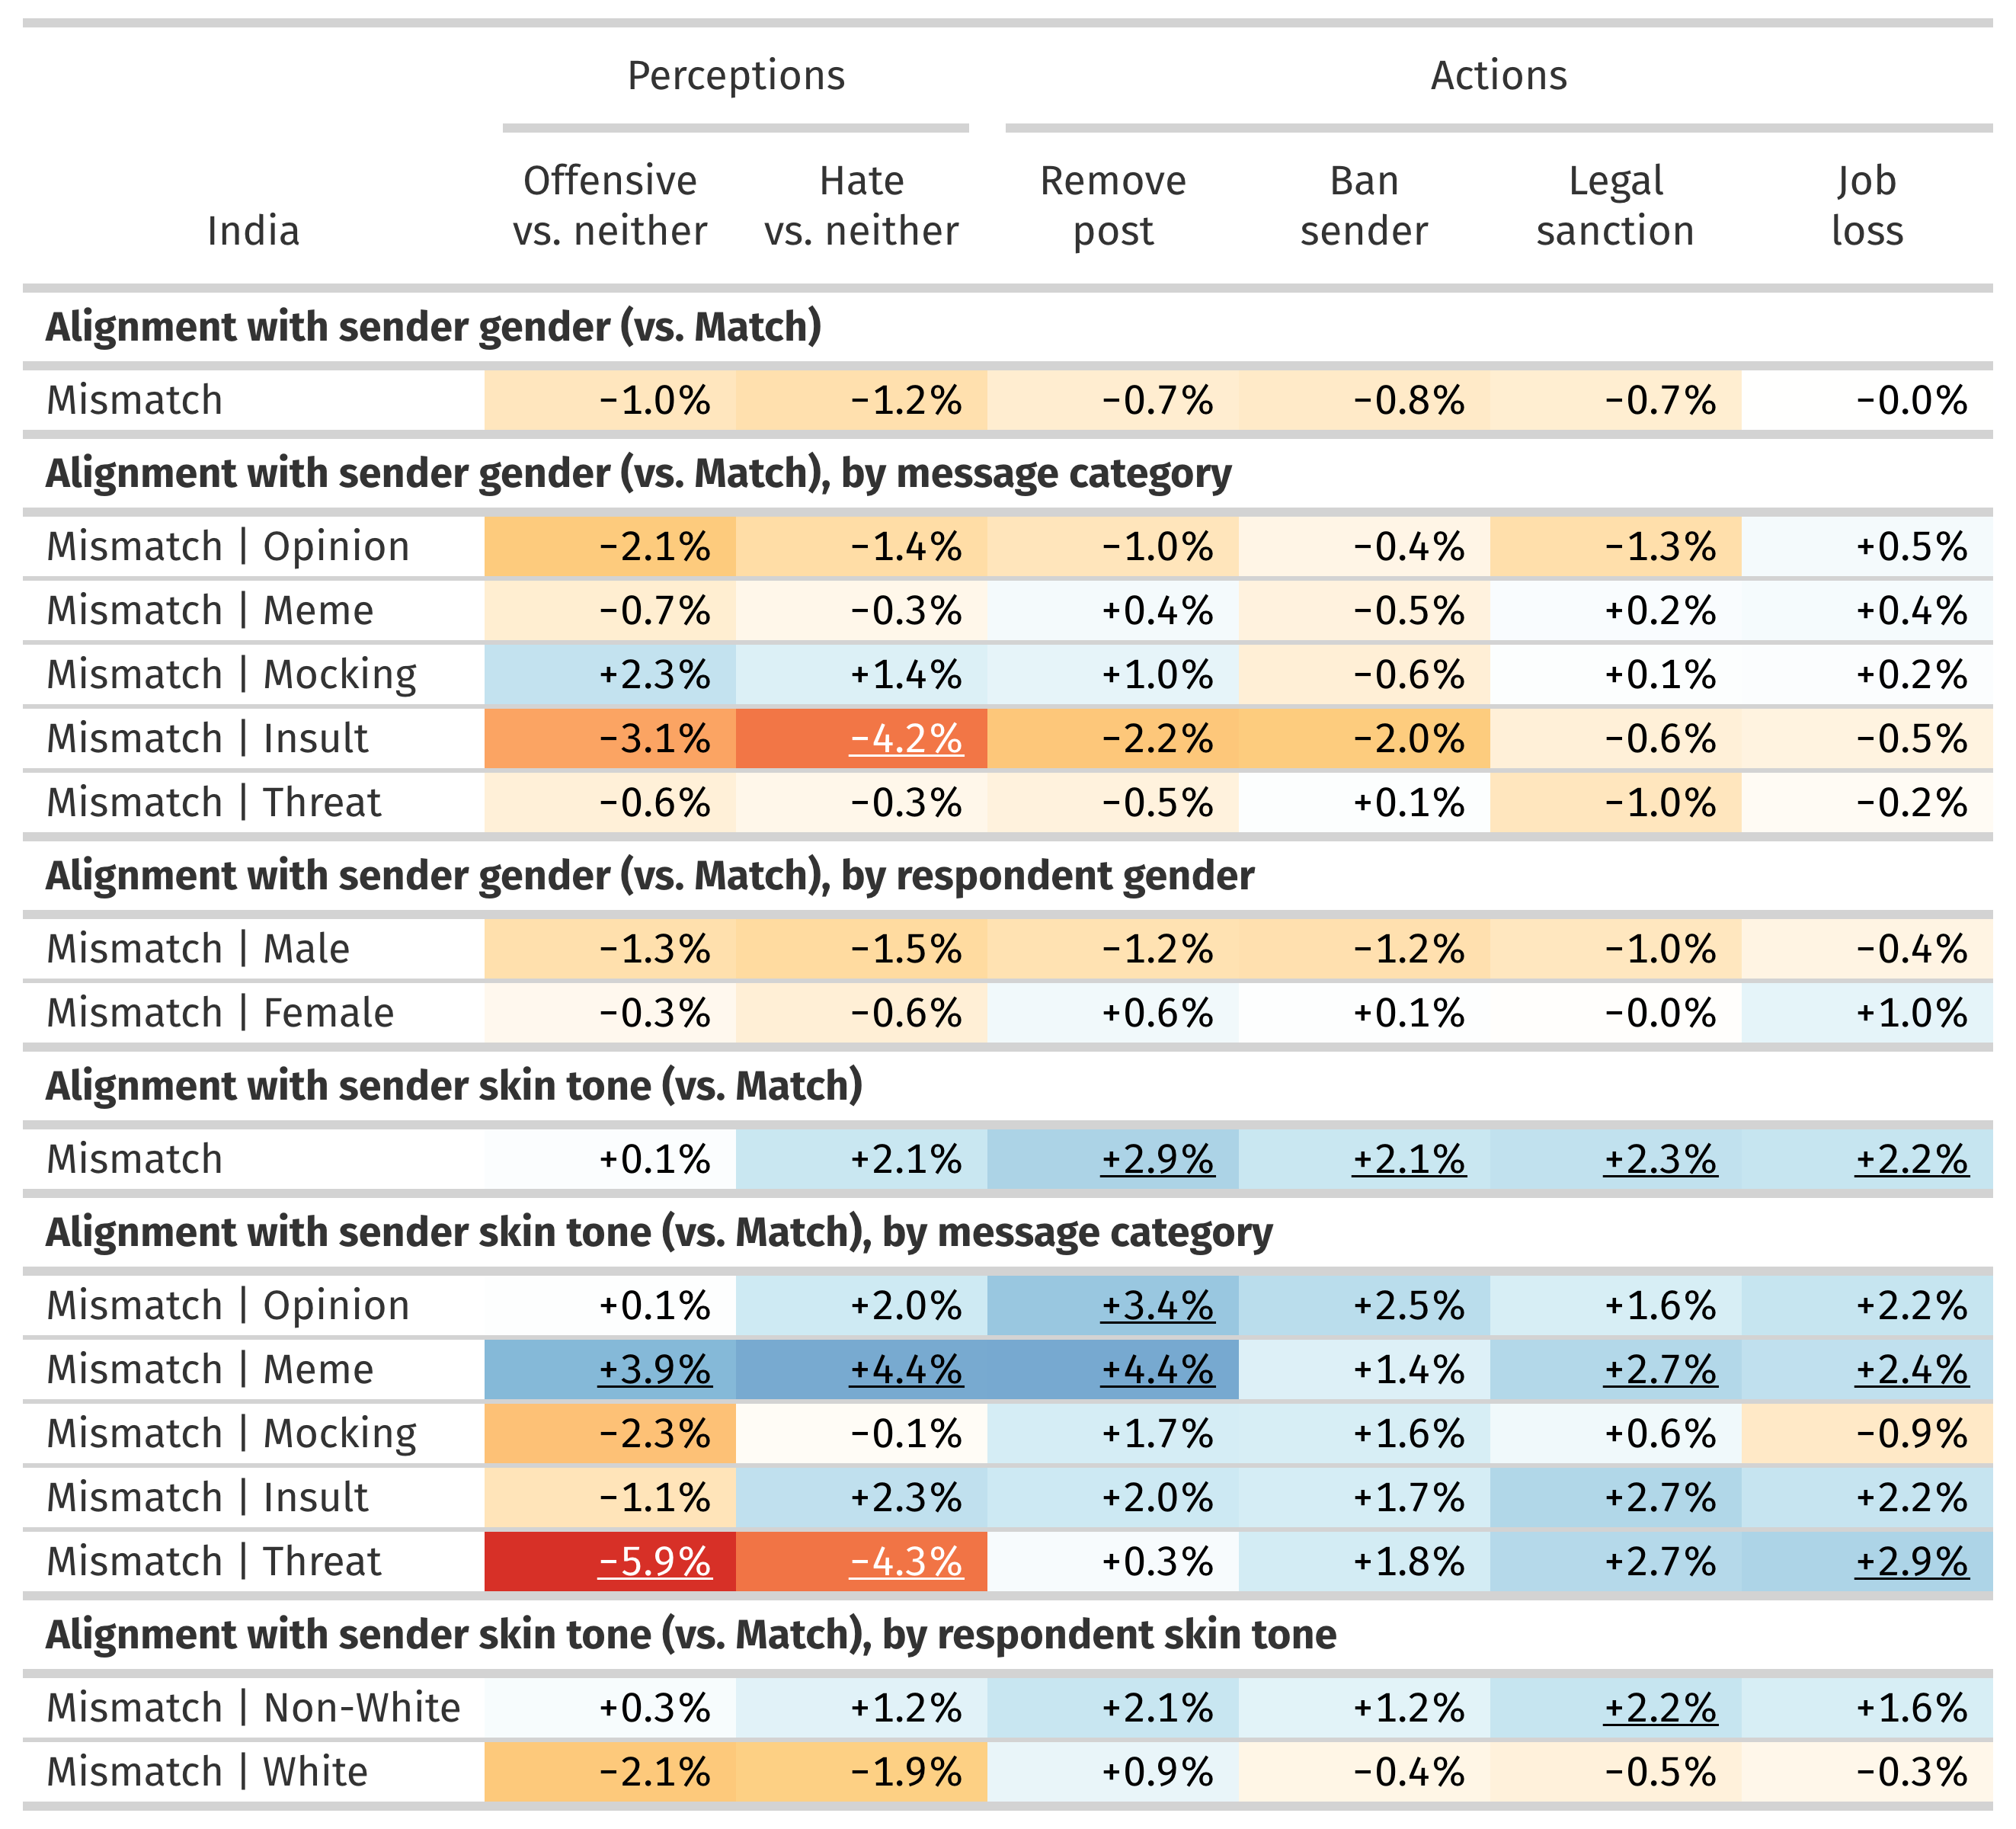 Perceptions Actions
Offensive Hate Remove Ban Legal Job
India vs. neither vs. neither post sender sanction loss
Alignment with sender gender (vs. Match)
Mismatch −1.0% −1.2% −0.7% −0.8% −0.7% −0.0%
Alignment with sender gender (vs. Match), by message category
Mismatch | Opinion −2.1% −1.4% −1.0% −0.4% −1.3% +0.5%
Mismatch | Meme −0.7% −0.3% +0.4% −0.5% +0.2% +0.4%
Mismatch | Mocking +2.3% +1.4% +1.0% −0.6% +0.1% +0.2%
Mismatch | Insult −3.1% −4.2% −2.2% −2.0% −0.6% −0.5%
Mismatch | Threat −0.6% −0.3% −0.5% +0.1% −1.0% −0.2%
Alignment with sender gender (vs. Match), by respondent gender
Mismatch | Male −1.3% −1.5% −1.2% −1.2% −1.0% −0.4%
Mismatch | Female −0.3% −0.6% +0.6% +0.1% −0.0% +1.0%
Alignment with sender skin tone (vs. Match)
Mismatch +0.1% +2.1% +2.9% +2.1% +2.3% +2.2%
Alignment with sender skin tone (vs. Match), by message category
Mismatch | Opinion +0.1% +2.0% +3.4% +2.5% +1.6% +2.2%
Mismatch | Meme +3.9% +4.4% +4.4% +1.4% +2.7% +2.4%
Mismatch | Mocking −2.3% −0.1% +1.7% +1.6% +0.6% −0.9%
Mismatch | Insult −1.1% +2.3% +2.0% +1.7% +2.7% +2.2%
Mismatch | Threat −5.9% −4.3% +0.3% +1.8% +2.7% +2.9%
Alignment with sender skin tone (vs. Match), by respondent skin tone
Mismatch | Non-White +0.3% +1.2% +2.1% +1.2% +2.2% +1.6%
Mismatch | White −2.1% −1.9% +0.9% −0.4% −0.5% −0.3%